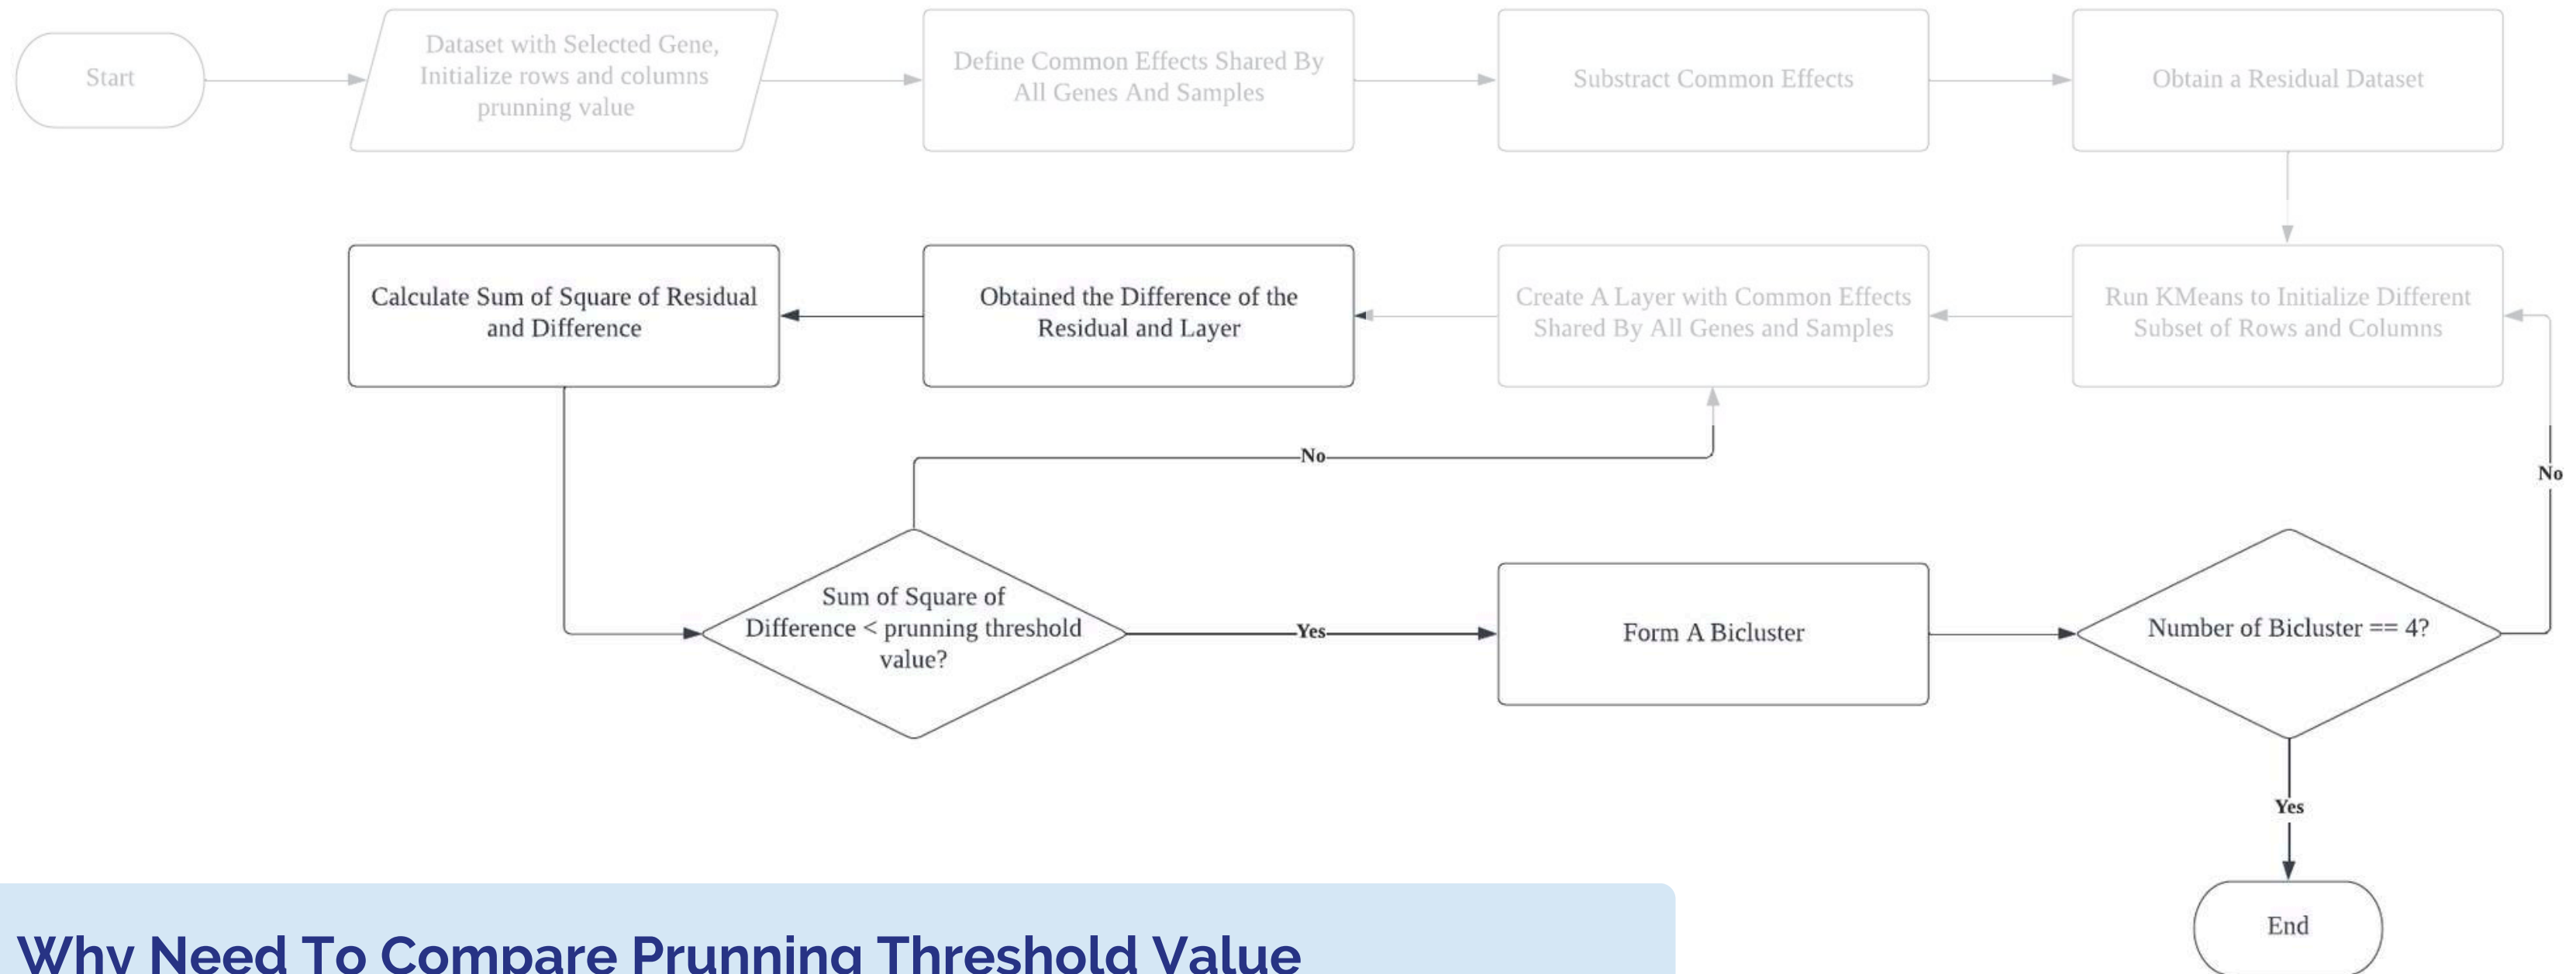 Start
Dataset with Selected Gene,
Initialize rows and columns
prunning value
Define Common Effects Shared By
All Genes And Samples
Substract Common Effects
Obtain a Residual Dataset
Calculate Sum of Square of Residual
and Difference
Obtained the Difference of the
Residual and Layer
Create A Layer with Common Effects
Shared By All Genes and Samples
Run KMeans to Initialize Different
Subset of Rows and Columns
No
No
Sum of Square of
Difference < prunning threshold
value?
Yes
Form A Bicluster
Number of Bicluster == 4?
Yes
End
Why Need To Compare Prunning Threshold Value